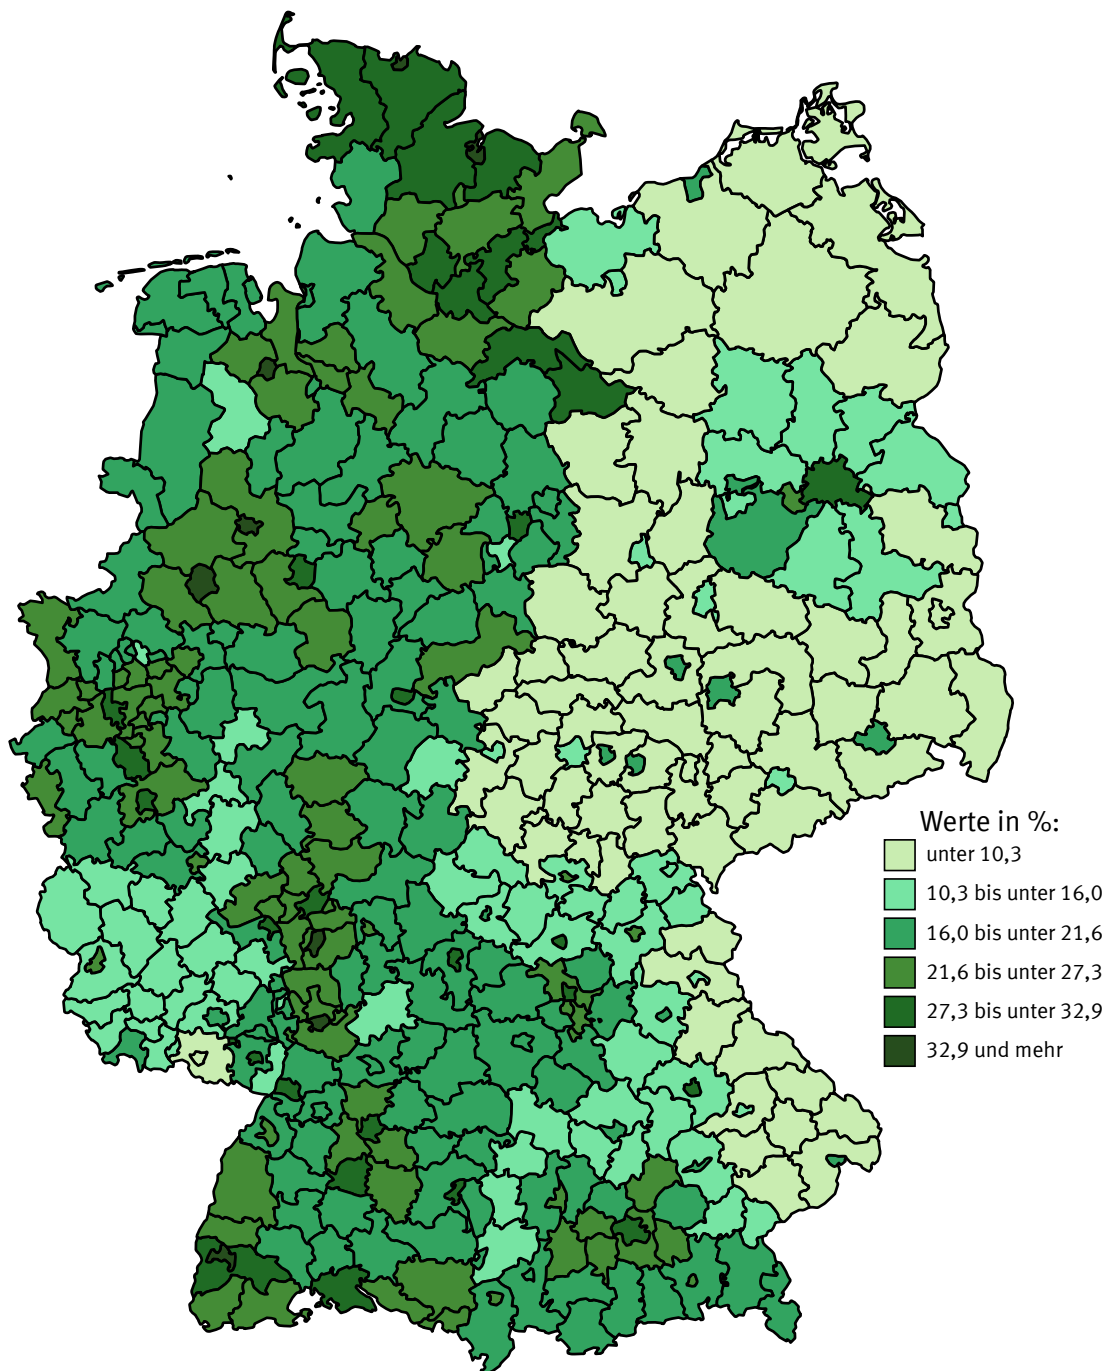 Werte in %:
unter 10,3
10,3 bis unter 16,0
16,0 bis unter 21,6
21,6 bis unter 27,3
27,3 bis unter 32,9
32,9 und mehr